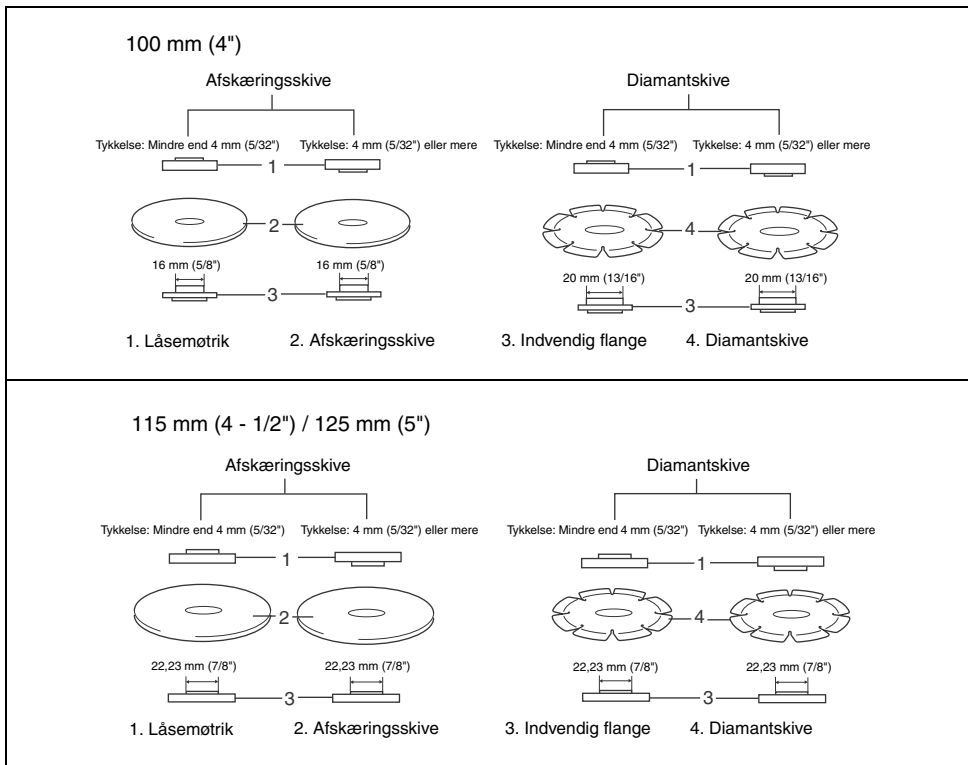 100 mm (4")
Afskæringsskive Diamantskive
Tykkelse: Mindre end 4 mm (5/32") Tykkelse: 4 mm (5/32") eller mere Tykkelse: Mindre end 4 mm (5/32") Tykkelse: 4 mm (5/32") eller mere
1 1
2 4
16 mm (5/8") 16 mm (5/8") 20 mm (13/16") 20 mm (13/16")
3 3
1. Låsemøtrik 2. Afskæringsskive 3. Indvendig flange 4. Diamantskive
115 mm (4 - 1/2") / 125 mm (5")
Afskæringsskive Diamantskive
Tykkelse: Mindre end 4 mm (5/32") Tykkelse: 4 mm (5/32") eller mere Tykkelse: Mindre end 4 mm (5/32") Tykkelse: 4 mm (5/32") eller mere
1 1
2 4
22,23 mm (7/8") 22,23 mm (7/8") 22,23 mm (7/8") 22,23 mm (7/8")
3 3
1. Låsemøtrik 2. Afskæringsskive 3. Indvendig flange 4. Diamantskive